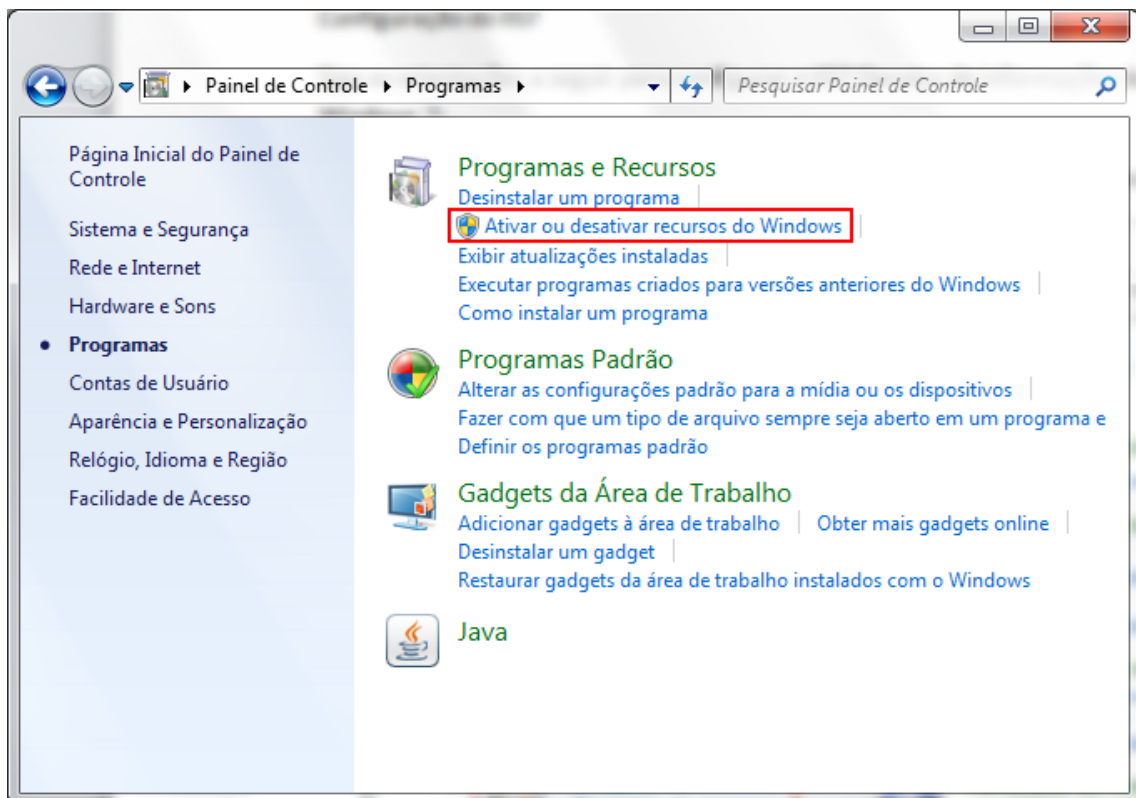 Painel de Controle
Programas
Pesquisar Painel de Controle
Página Inicial do Painel de
Controle
Sistema e Segurança
Rede e Internet
Hardware e Sons
Programas
Contas de Usuário
Aparência e Personalização
Relógio, Idioma e Região
Facilidade de Acesso
Programas e Recursos
Desinstalar um programa
Ativar ou desativar recursos do Windows
Exibir atualizações instaladas
Executar programas criados para versões anteriores do Windows
Como instalar um programa
Programas Padrão
Alterar as configurações padrão para a mídia ou os dispositivos
Fazer com que um tipo de arquivo sempre seja aberto em um programa e
Definir os programas padrão
Gadgets da Área de Trabalho
Adicionar gadgets à área de trabalho Obter mais gadgets online
Desinstalar um gadget
Restaurar gadgets da área de trabalho instalados com o Windows
Java